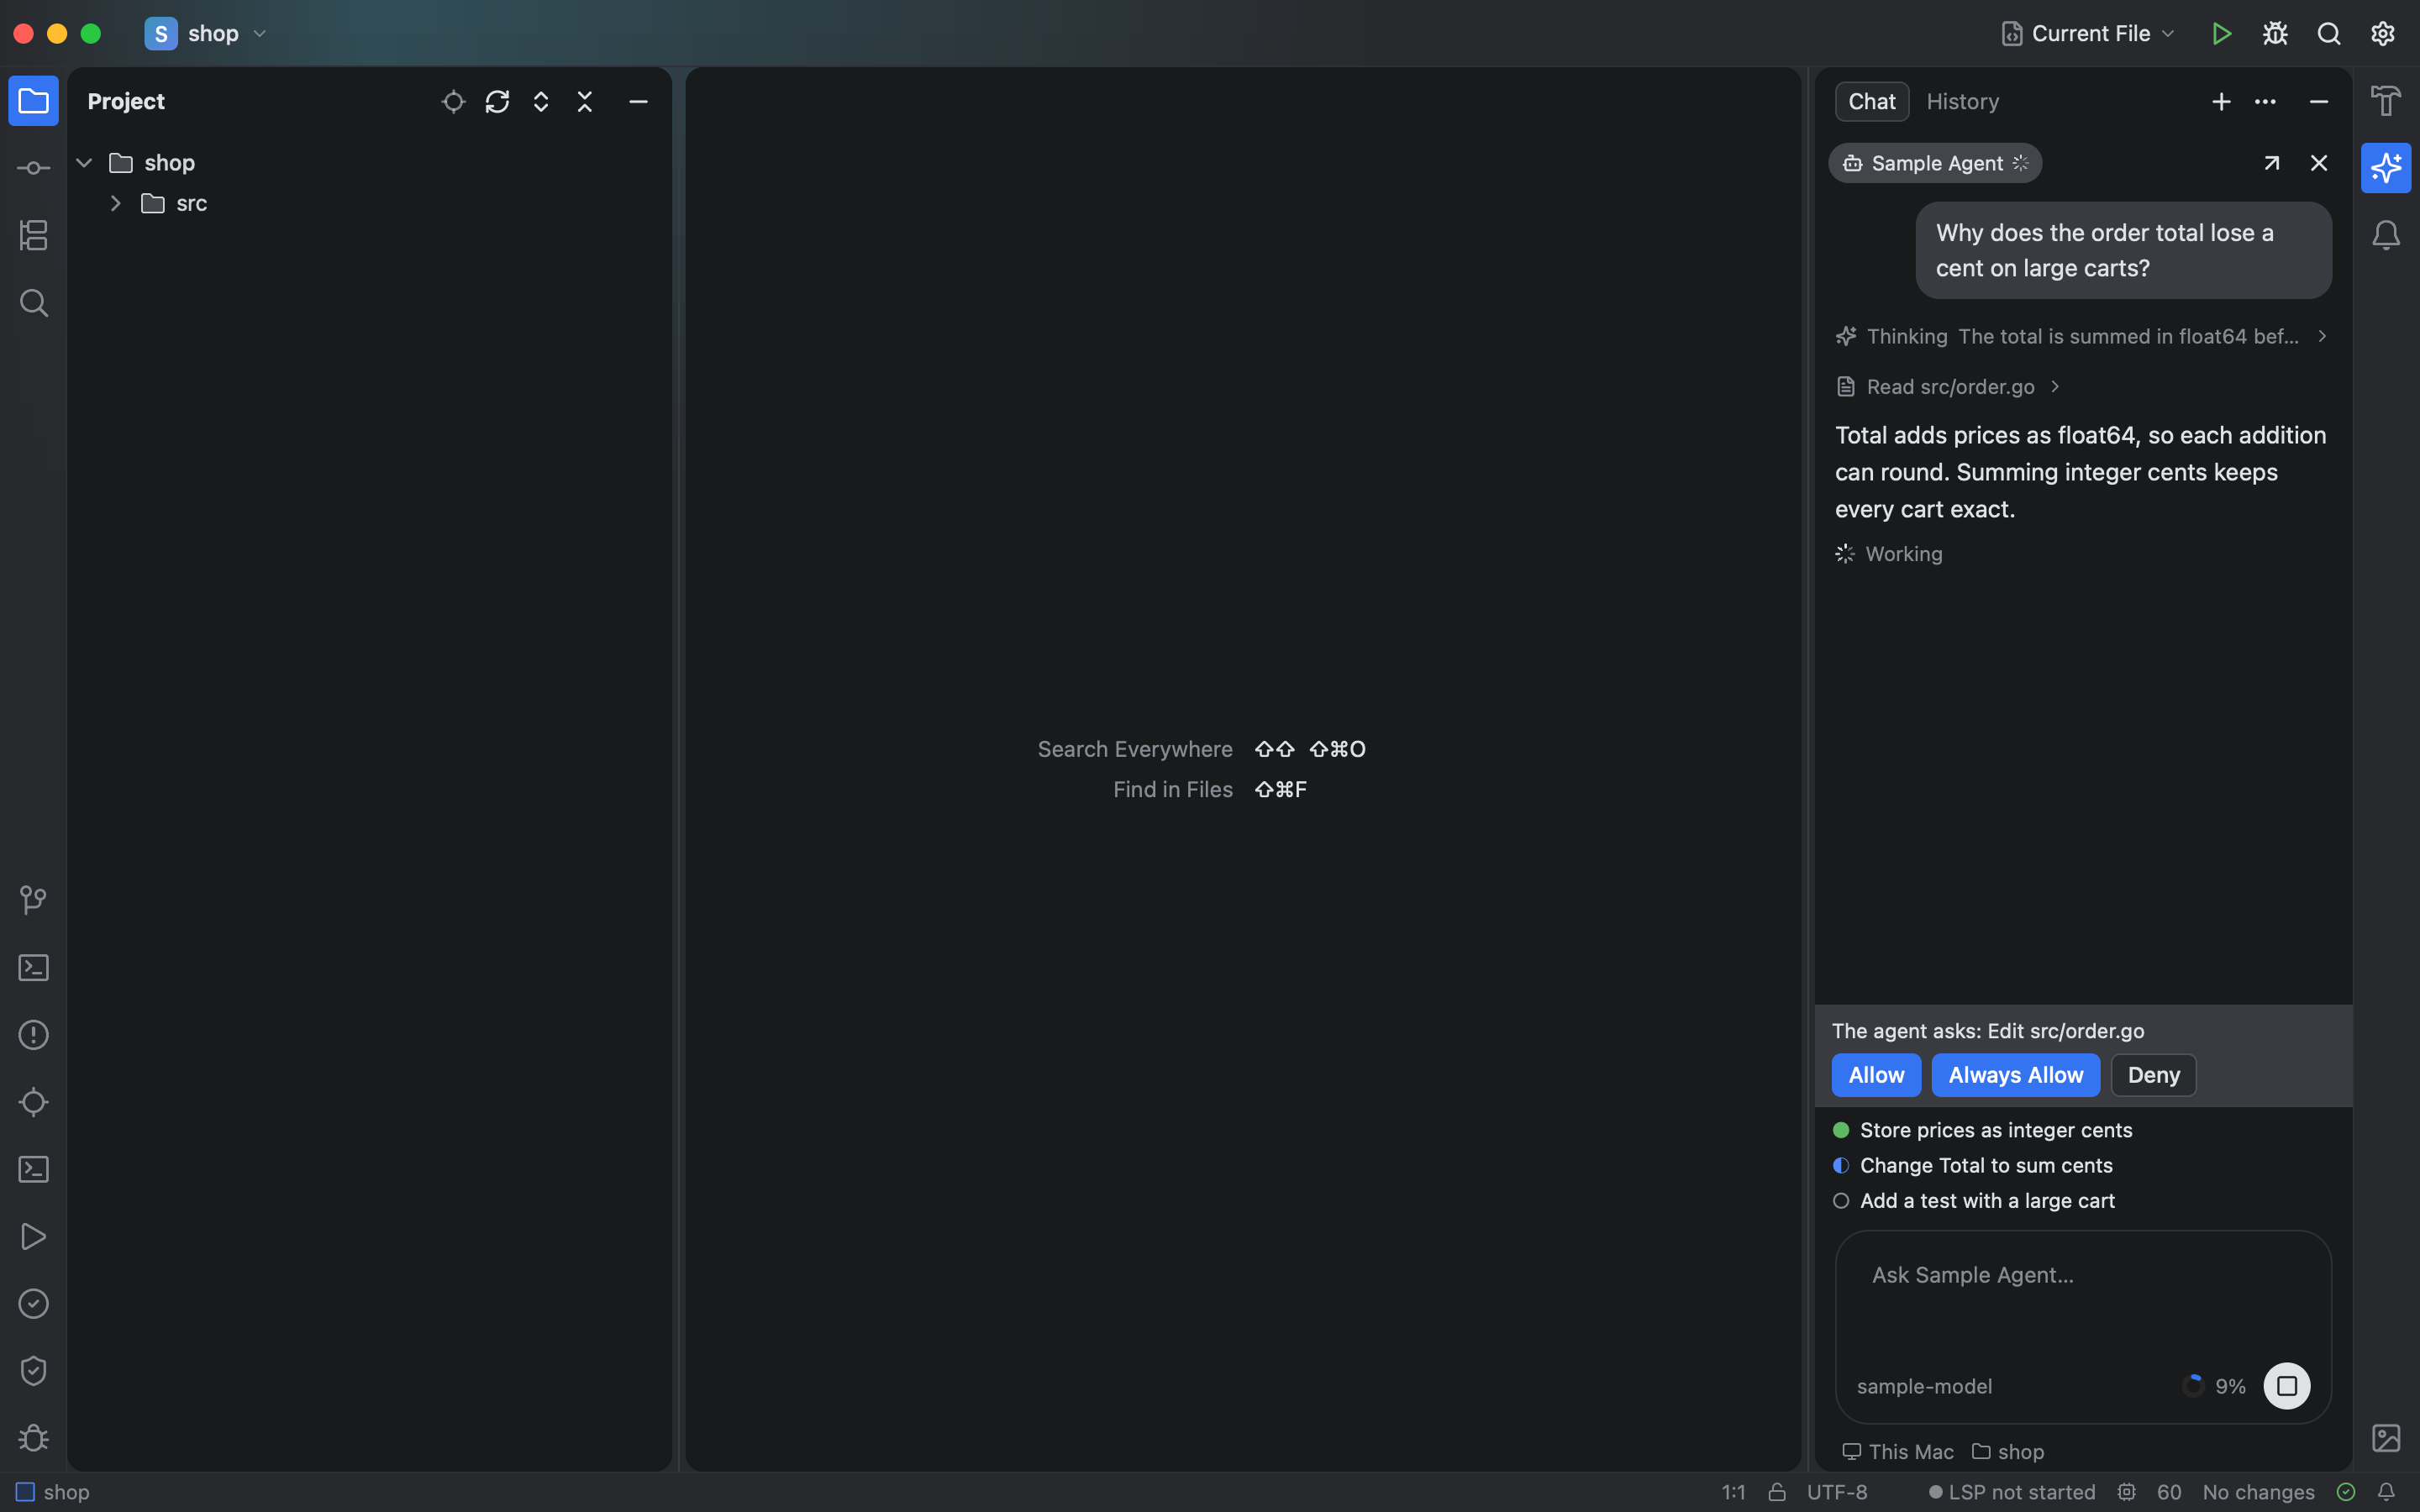 S shop
Current File
Project
shop
src
Search Everywhere ⇧⇧ ⇧⌘O
Find in Files ⇧⌘F
Chat History
Sample Agent
Why does the order total lose a
cent on large carts?
Thinking The total is summed in float64 bef...
Read src/order.go
Total adds prices as float64, so each addition
can round. Summing integer cents keeps
every cart exact.
Working
The agent asks: Edit src/order.go
Allow Always Allow Deny
Store prices as integer cents
Change Total to sum cents
Add a test with a large cart
Ask Sample Agent...
sample-model 9%
This Mac shop
shop 1:1 UTF-8 LSP not started 60 No changes